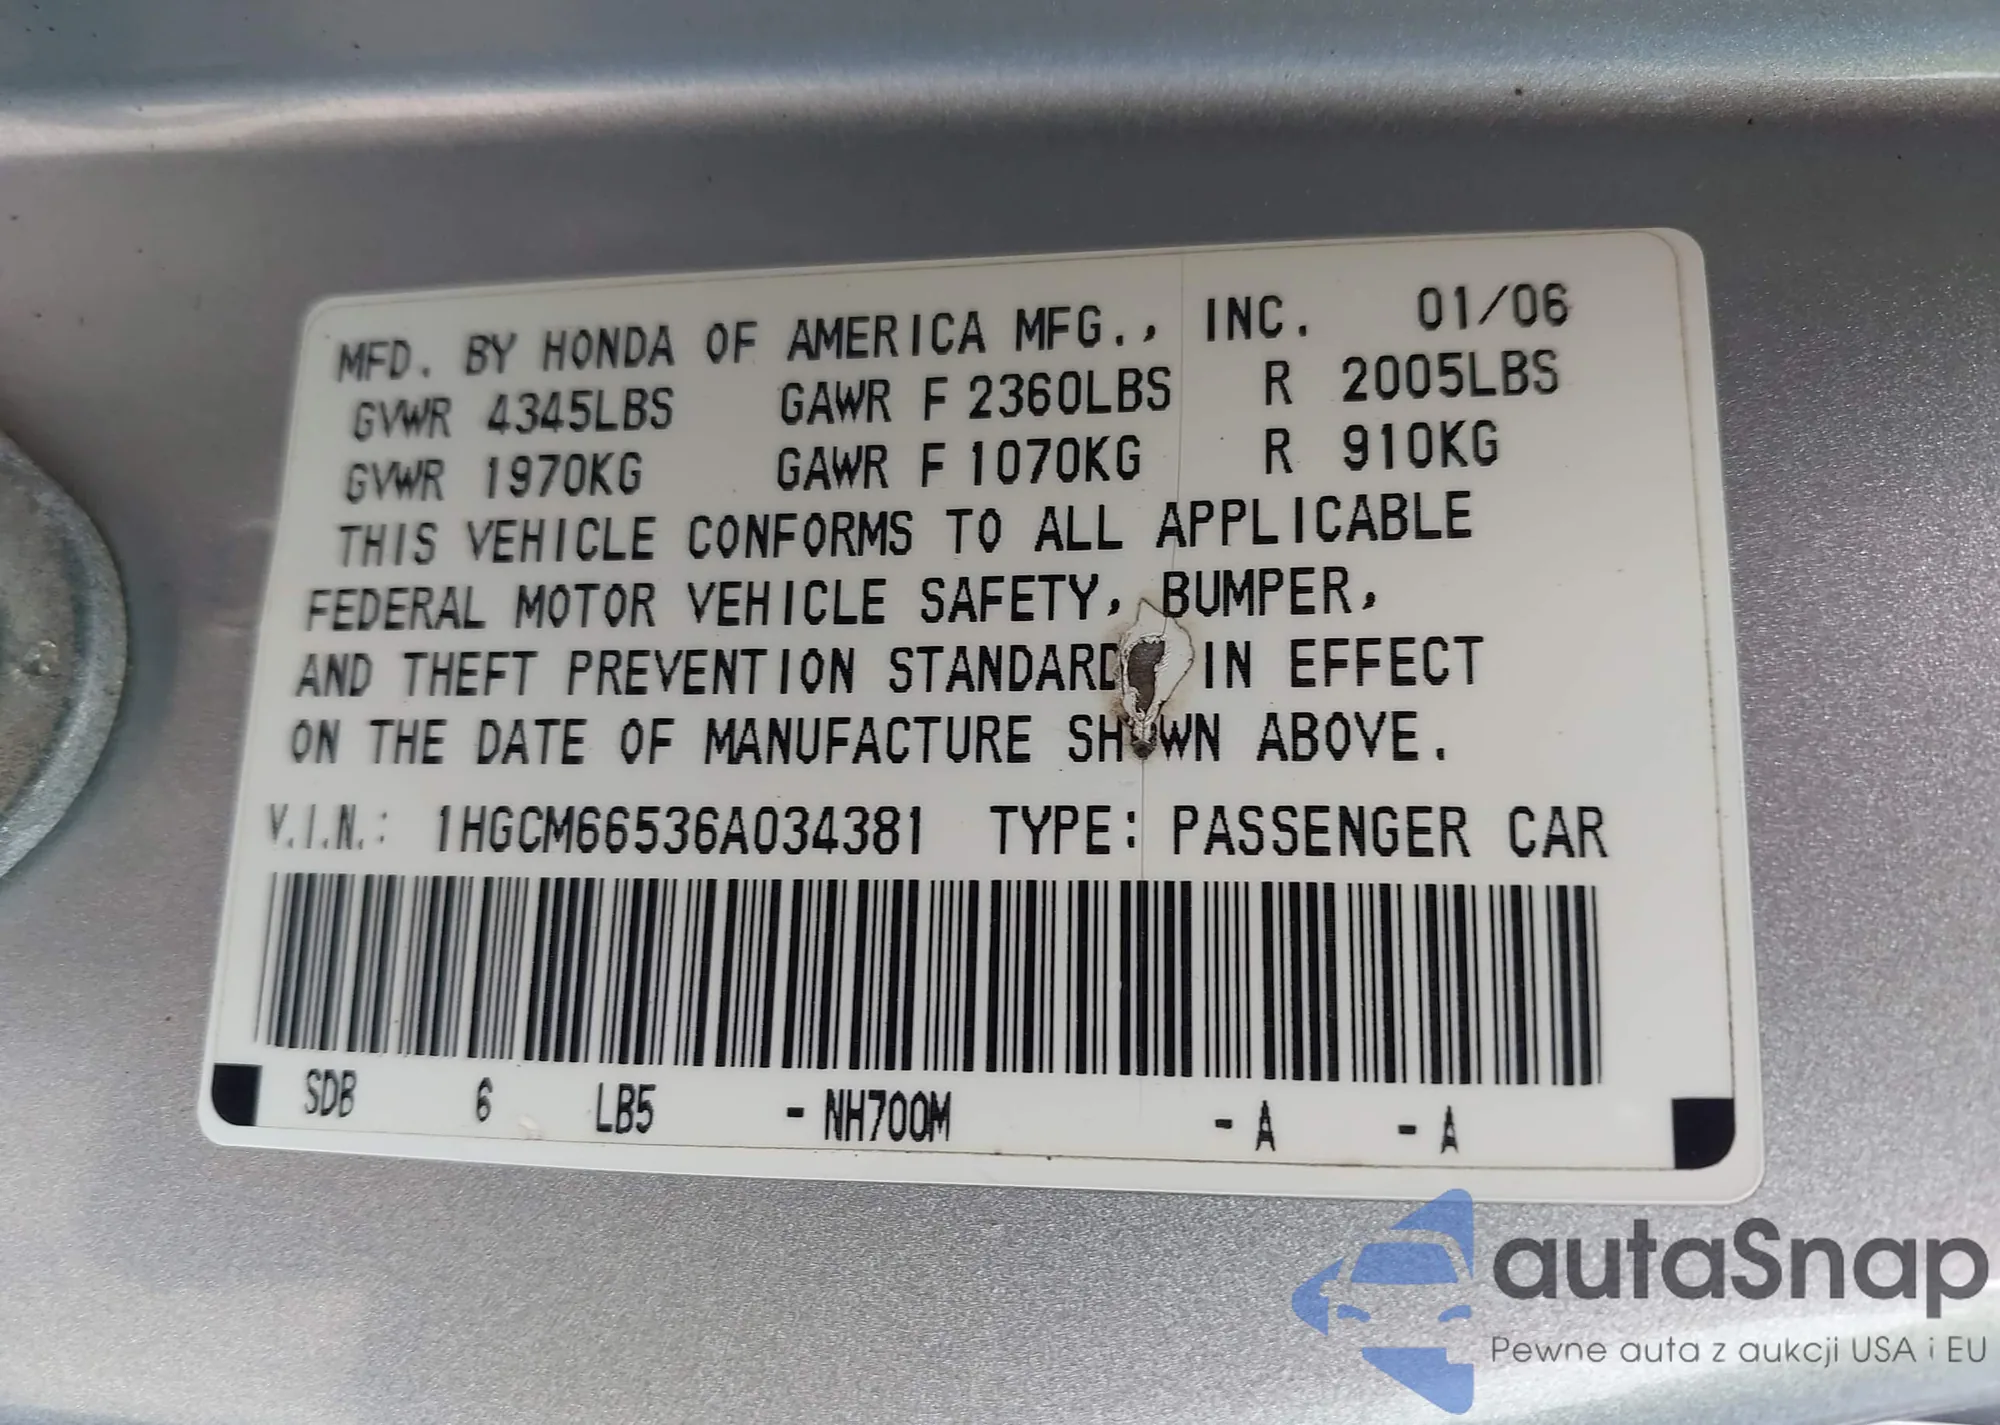 MFD. BY HONDA OF AMERICA MFG., INC. 01/06
GVWR 4345LBS GAWR F 2360LBS R 2005LBS
GVWR 1970KG GAWR F 1070KG R 910KG
THIS VEHICLE CONFORMS TO ALL APPLICABLE
FEDERAL MOTOR VEHICLE SAFETY, BUMPER,
AND THEFT PREVENTION STANDARD IN EFFECT
ON THE DATE OF MANUFACTURE SHOWN ABOVE.
V.I.N.: 1HGCM66536A034381 TYPE: PASSENGER CAR
SDB 6 LB5 - NH700M - A - A
autaSnap
Pewne auta z aukcji USA i EU